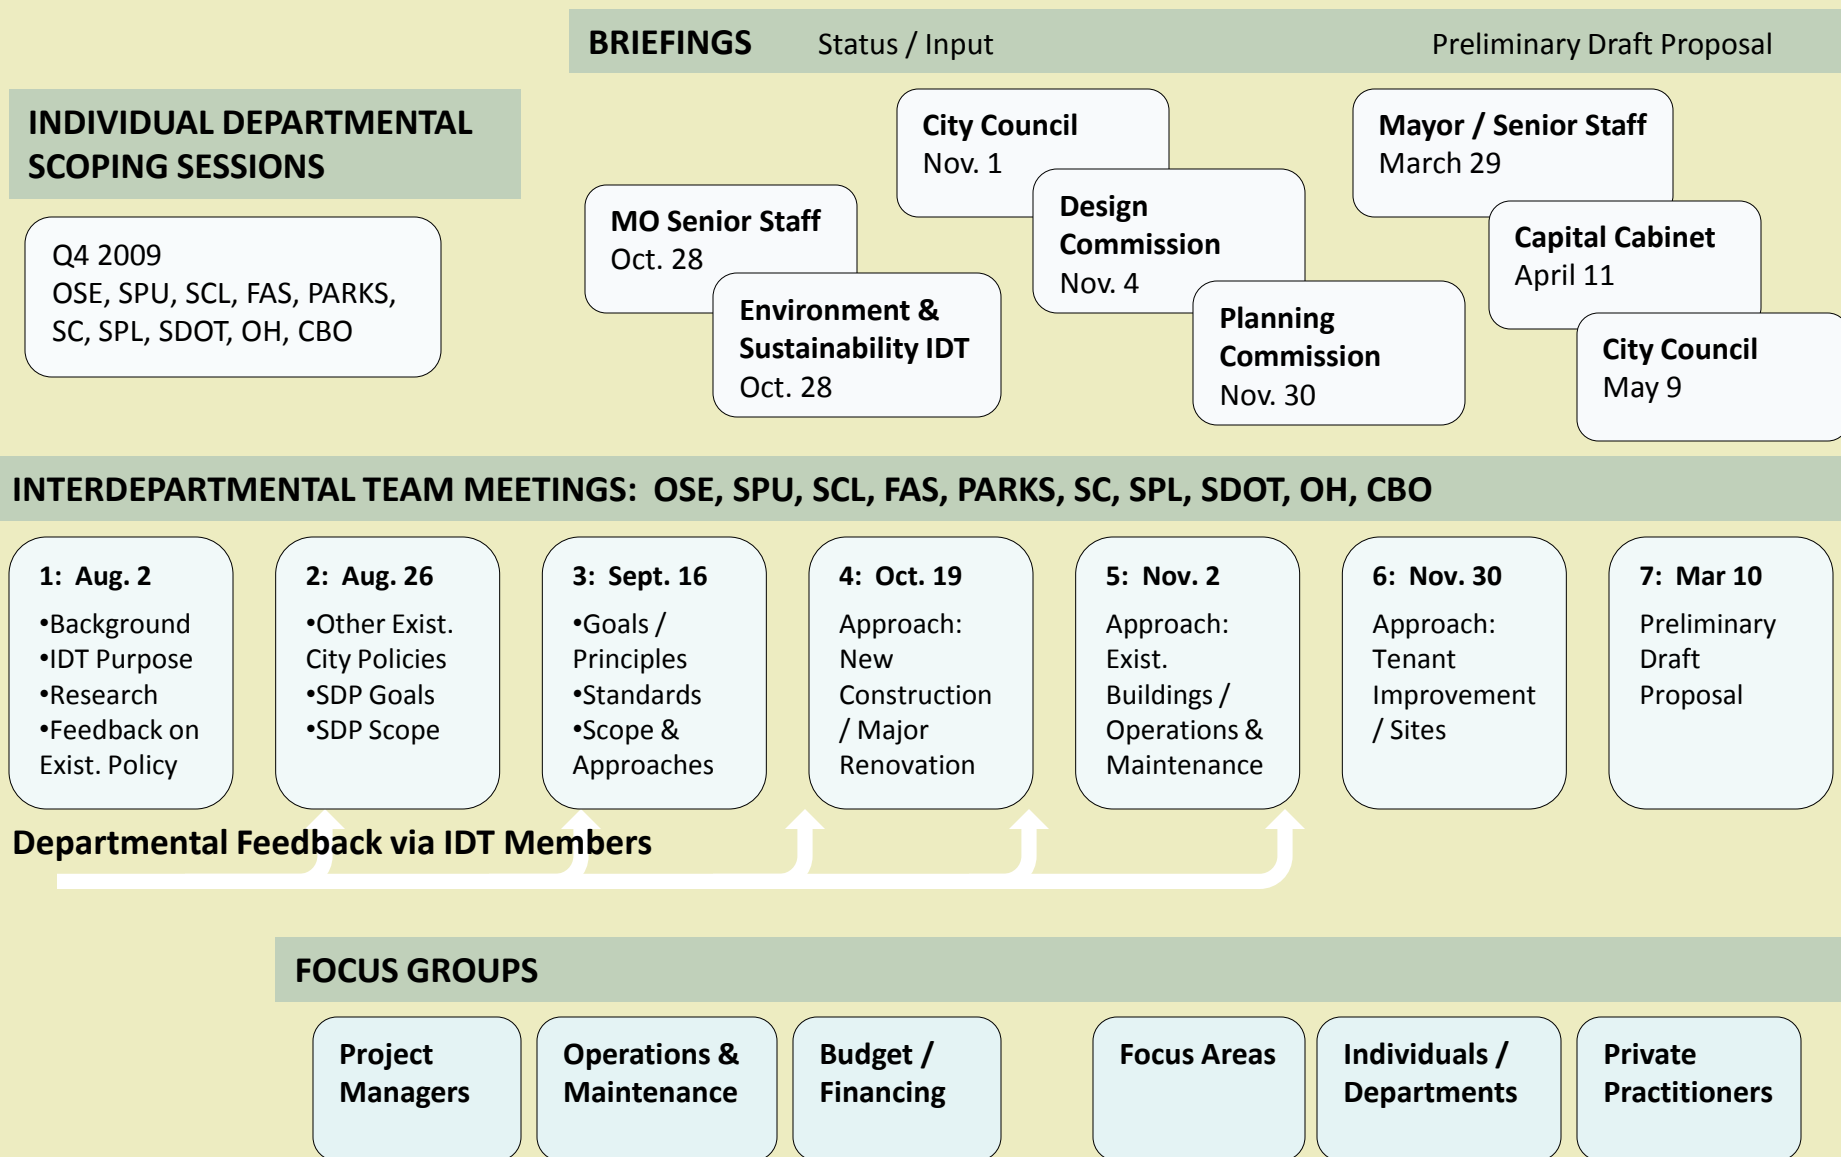 BRIEFINGS Status / Input Preliminary Draft Proposal
INDIVIDUAL DEPARTMENTAL
SCOPING SESSIONS
Q4 2009
OSE, SPU, SCL, FAS, PARKS,
SC, SPL, SDOT, OH, CBO
MO Senior Staff
Oct. 28
Environment &
Sustainability IDT
Oct. 28
City Council
Nov. 1
Design
Commission
Nov. 4
Planning
Commission
Nov. 30
Mayor / Senior Staff
March 29
Capital Cabinet
April 11
City Council
May 9
INTERDEPARTMENTAL TEAM MEETINGS: OSE, SPU, SCL, FAS, PARKS, SC, SPL, SDOT, OH, CBO
1: Aug. 2
•Background
•IDT Purpose
•Research
•Feedback on
Exist. Policy
2: Aug. 26
•Other Exist.
City Policies
•SDP Goals
•SDP Scope
3: Sept. 16
•Goals /
Principles
•Standards
•Scope &
Approaches
4: Oct. 19
Approach:
New
Construction
/ Major
Renovation
5: Nov. 2
Approach:
Exist.
Buildings /
Operations &
Maintenance
6: Nov. 30
Approach:
Tenant
Improvement
/ Sites
7: Mar 10
Preliminary
Draft
Proposal
Departmental Feedback via IDT Members
FOCUS GROUPS
Project
Managers
Operations &
Maintenance
Budget /
Financing
Focus Areas
Individuals /
Departments
Private
Practitioners